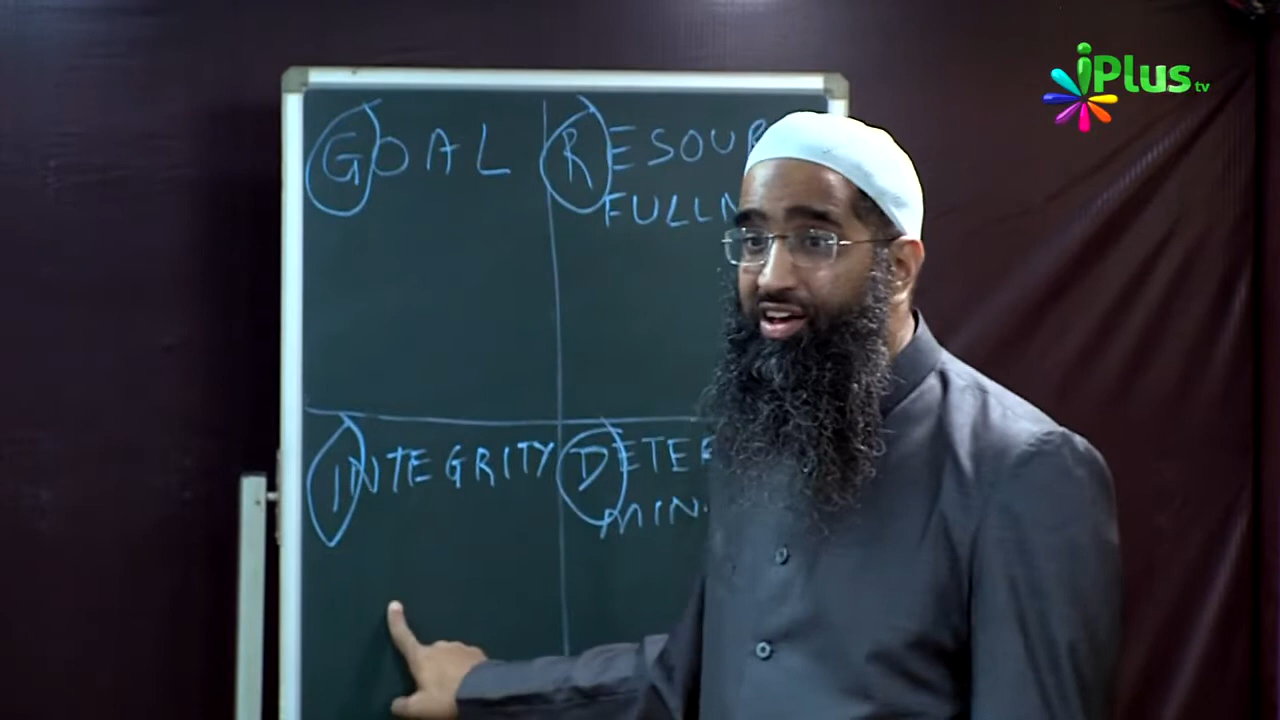 iPlus tv
GOAL
RESOUR
FULLN
INTEGRITY
DETER
MIN